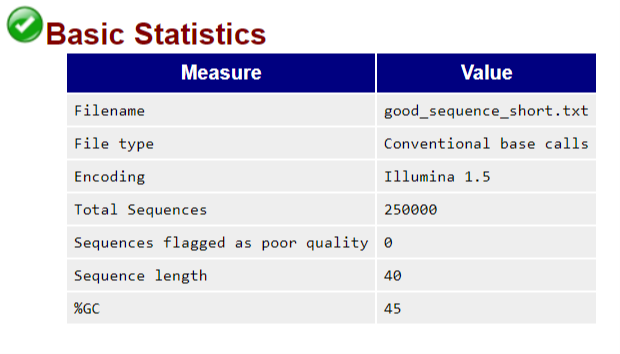 Basic Statistics
Measure Value
Filename good_sequence_short.txt
File type Conventional base calls
Encoding Illumina 1.5
Total Sequences 250000
Sequences flagged as poor quality 0
Sequence length 40
%GC 45